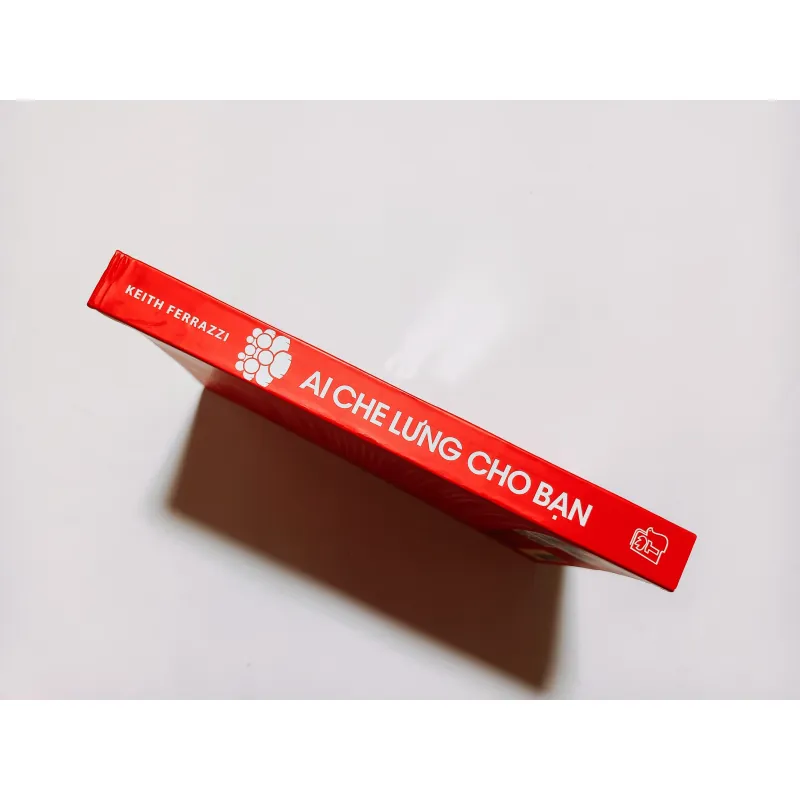 KEITH FERRAZZI
AI CHE LƯNG CHO BẠN